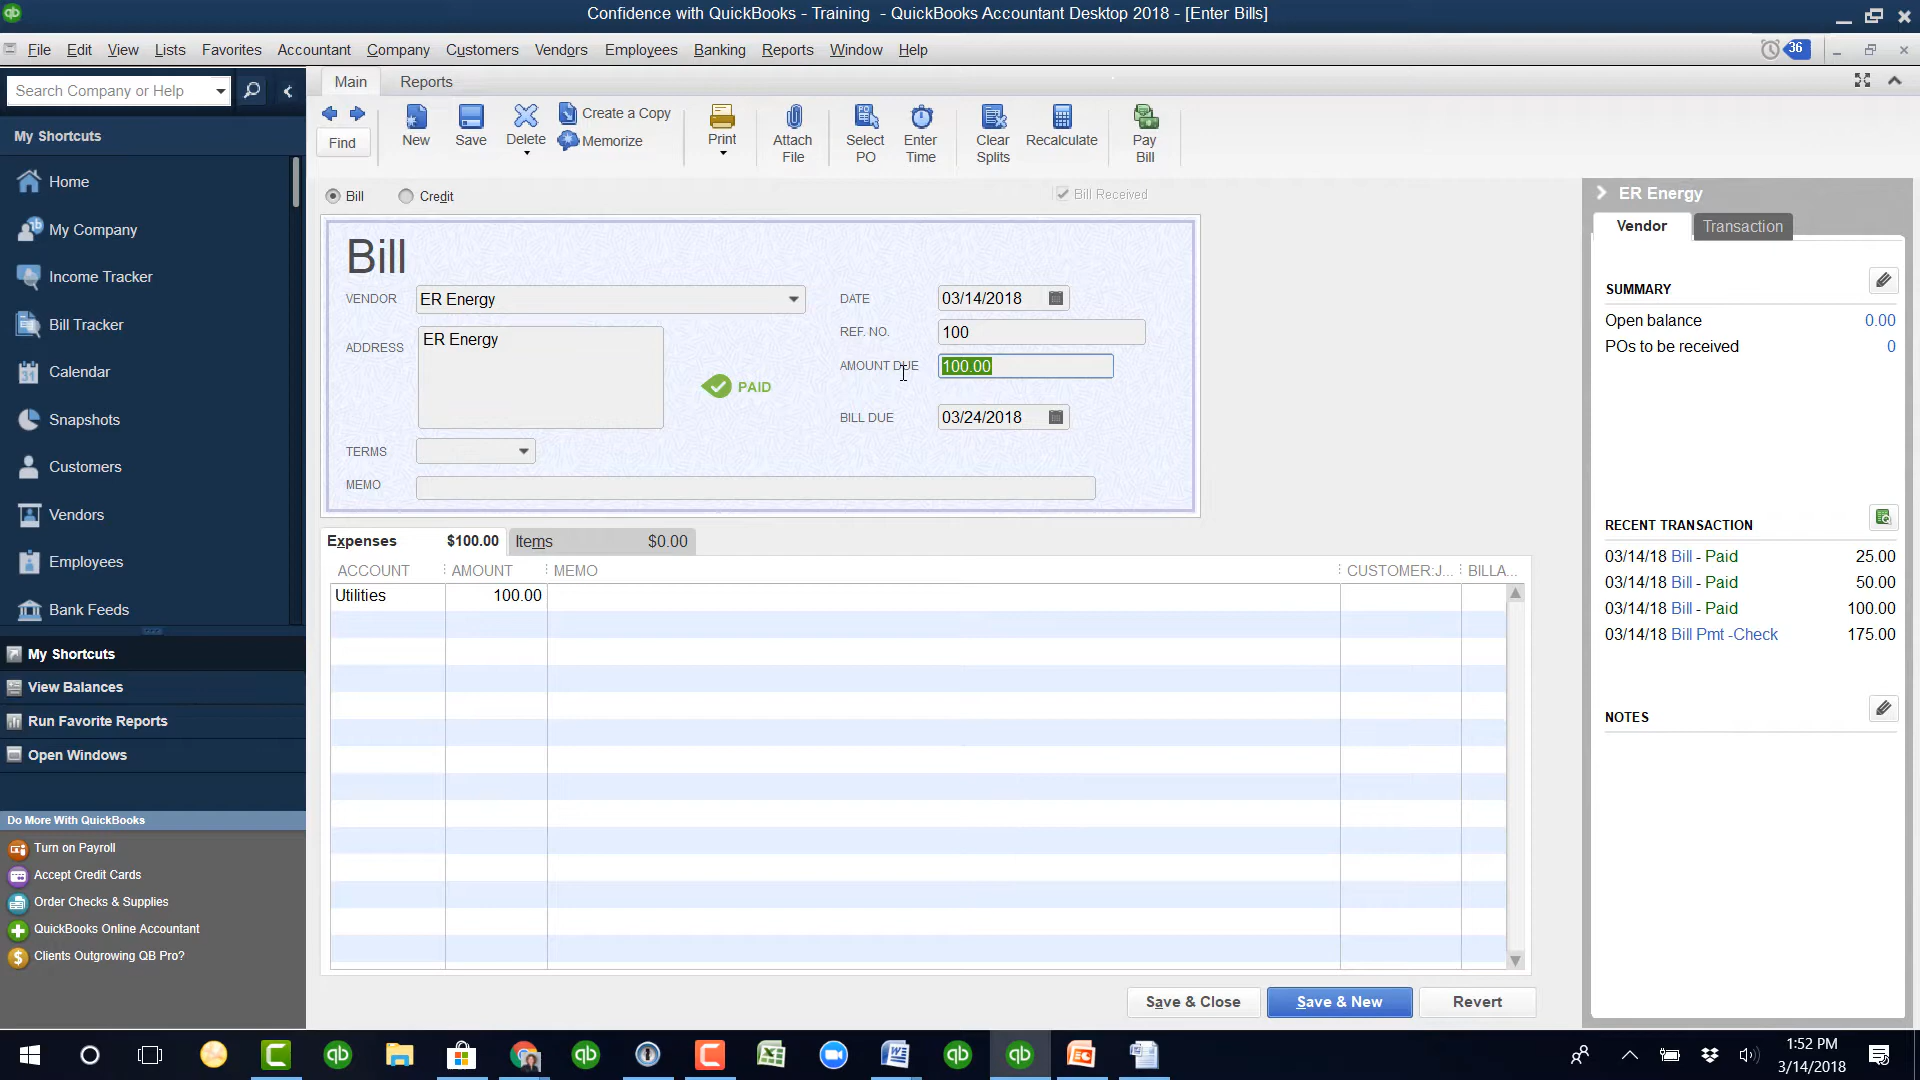 Confidence with QuickBooks - Training - QuickBooks Accountant Desktop 2018 - [Enter Bills]
File Edit View Lists Favorites Accountant Company Customers Vendors Employees Banking Reports Window Help
36
Search Company or Help
My Shortcuts
Home
My Company
Income Tracker
Bill Tracker
Calendar
Snapshots
Customers
Vendors
Employees
Bank Feeds
My Shortcuts
View Balances
Run Favorite Reports
Open Windows
Do More With QuickBooks
Turn on Payroll
Accept Credit Cards
Order Checks & Supplies
QuickBooks Online Accountant
Clients Outgrowing QB Pro?
Main Reports
Find
New
Save
Delete
Create a Copy
Memorize
Print
Attach
File
Select
PO
Enter
Time
Clear
Splits
Recalculate
Pay
Bill
Bill Credit
Bill Received
Bill
VENDOR ER Energy
ADDRESS ER Energy
PAID
TERMS
MEMO
DATE 03/14/2018
REF. NO. 100
AMOUNT DUE 100.00
BILL DUE 03/24/2018
Expenses $100.00 Items $0.00
ACCOUNT AMOUNT MEMO CUSTOMER:J... BILLA...
Utilities 100.00
Save & Close Save & New Revert
ER Energy
Vendor Transaction
SUMMARY
Open balance 0.00
POs to be received 0
RECENT TRANSACTION
03/14/18 Bill - Paid 25.00
03/14/18 Bill - Paid 50.00
03/14/18 Bill - Paid 100.00
03/14/18 Bill Pmt -Check 175.00
NOTES
1:52 PM
3/14/2018